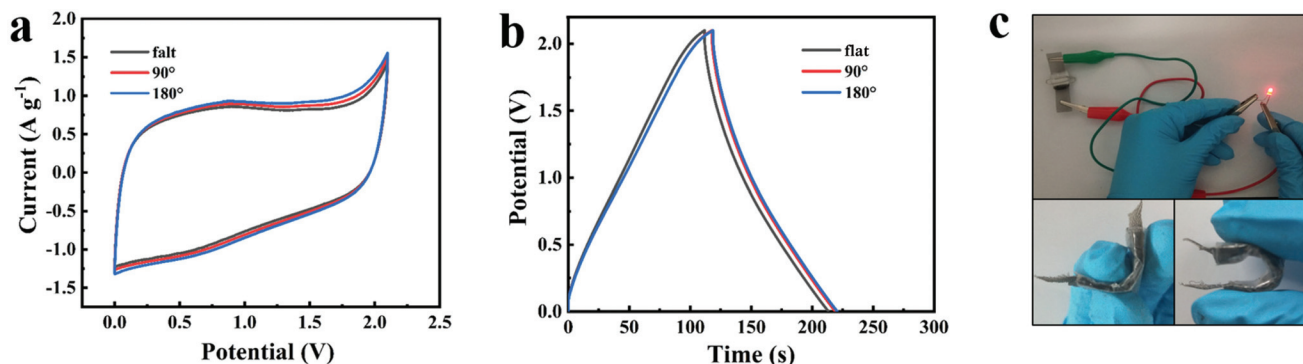 a
Current (A g⁻¹)
2.0
1.5
1.0
0.5
0.0
-0.5
-1.0
-1.5
falt
90°
180°
0.0 0.5 1.0 1.5 2.0 2.5
Potential (V)
b
Potential (V)
2.0
1.5
1.0
0.5
0.0
flat
90°
180°
0 50 100 150 200 250 300
Time (s)
c